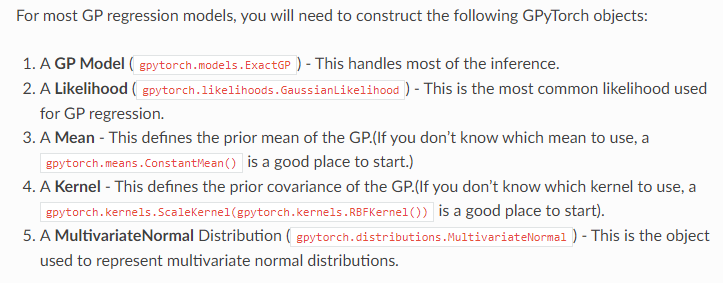 For most GP regression models, you will need to construct the following GPyTorch objects:
1. A GP Model ( gpytorch.models.ExactGP ) - This handles most of the inference.
2. A Likelihood ( gpytorch.likelihoods.GaussianLikelihood ) - This is the most common likelihood used
for GP regression.
3. A Mean - This defines the prior mean of the GP.(If you don't know which mean to use, a
gpytorch.means.ConstantMean() is a good place to start.)
4. A Kernel - This defines the prior covariance of the GP.(If you don't know which kernel to use, a
gpytorch.kernels.ScaleKernel(gpytorch.kernels.RBFKernel()) is a good place to start).
5. A MultivariateNormal Distribution ( gpytorch.distributions.MultivariateNormal ) - This is the object
used to represent multivariate normal distributions.